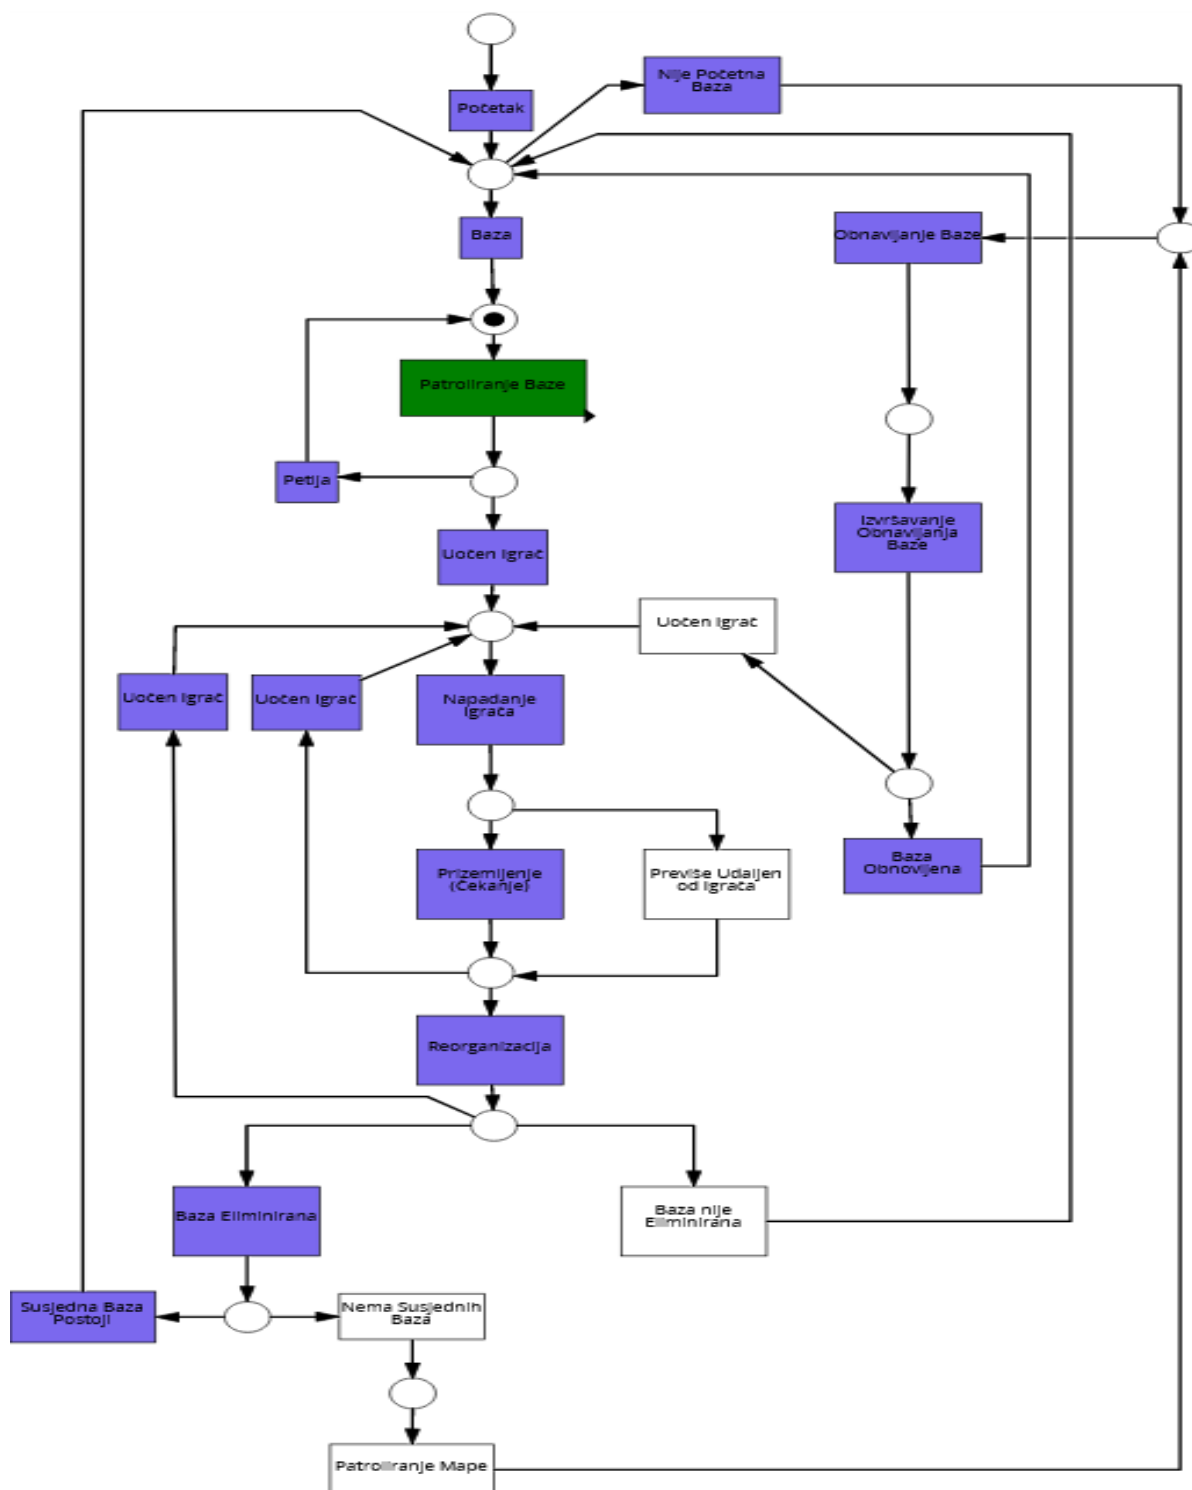 Nije Početna
Baza
Početak
Baza
Obnavljanje Baze
Patroliranje Baze
Petlja
Izvršavanje
Obnavljanja
Baze
Uočen Igrač
Uočen Igrač
Uočen Igrač
Uočen Igrač
Napadanje
Igrača
Prizemljenje
(Čekanje)
Previše Udaljen
od Igrača
Baza
Obnovljena
Reorganizacija
Baza Eliminirana
Baza nije
Eliminirana
Susjedna Baza
Postoji
Nema Susjednih
Baza
Patroliranje Mape